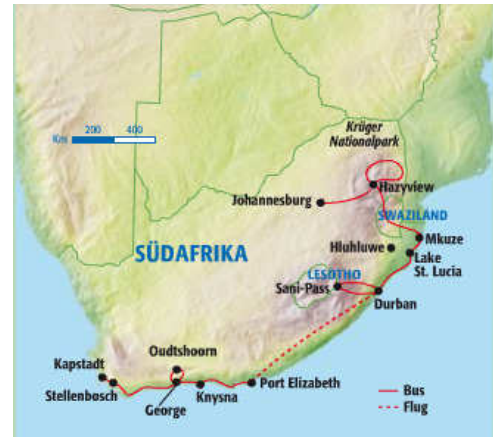 200 400
Km
Krüger
Nationalpark
Hazyview
Johannesburg
SWAZILAND
Mkuze
Hluhluwe
SÜDAFRIKA
Lake
St. Lucia
LESOTHO
Sani-Pass
Durban
Oudtshoorn
Kapstadt
Port Elizabeth
Stellenbosch
Knysna
George
Bus
Flug